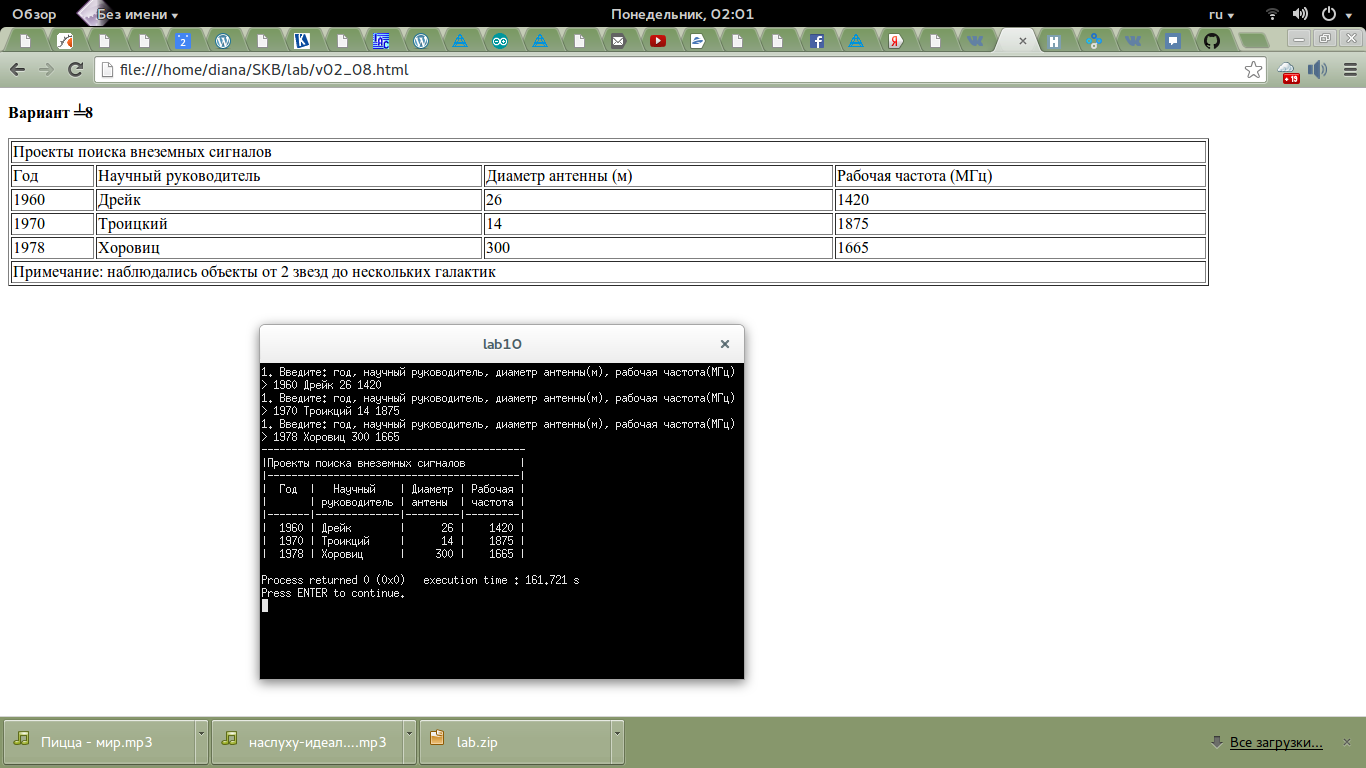 Обзор Без имени Понедельник, 02:01 ru
file:///home/diana/SKB/lab/v02_08.html +13
Вариант ╧8
Проекты поиска внеземных сигналов
Год Научный руководитель Диаметр антенны (м) Рабочая частота (МГц)
1960 Дрейк 26 1420
1970 Троицкий 14 1875
1978 Хоровиц 300 1665
Примечание: наблюдались объекты от 2 звезд до нескольких галактик
lab10
1. Введите: год, научный руководитель, диаметр антенны(м), рабочая частота(МГц)
> 1960 Дрейк 26 1420
1. Введите: год, научный руководитель, диаметр антенны(м), рабочая частота(МГц)
> 1970 Троикций 14 1875
1. Введите: год, научный руководитель, диаметр антенны(м), рабочая частота(МГц)
> 1978 Хоровиц 300 1665
--------------------------------------------
|Проекты поиска внеземных сигналов |
|------------------------------------------|
| Год | Научный | Диаметр | Рабочая |
| | руководитель | антены | частота |
|-------|--------------|---------|---------|
| 1960 | Дрейк | 26 | 1420 |
| 1970 | Троикций | 14 | 1875 |
| 1978 | Хоровиц | 300 | 1665 |
Process returned 0 (0x0) execution time : 161.721 s
Press ENTER to continue.
Пицца - мир.mp3 наслуху-идеал....mp3 lab.zip Все загрузки...